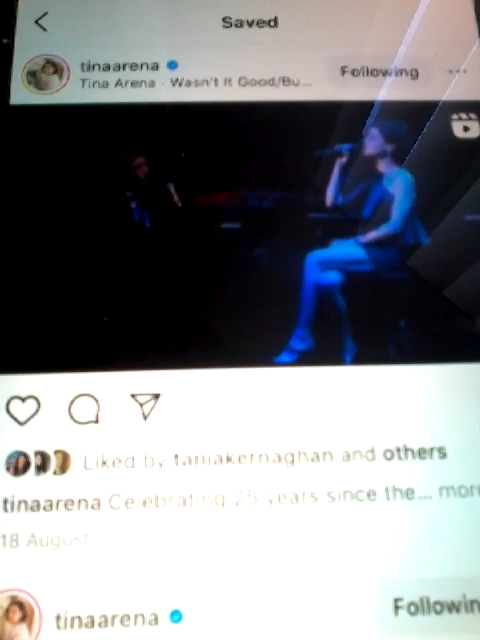 Saved
tinaarena
Tina Arena · Wasn't It Good/Bu...
Following
Liked by taniakernaghan and others
tinaarena Celebrating 25 years since the... more
18 August
tinaarena
Followin